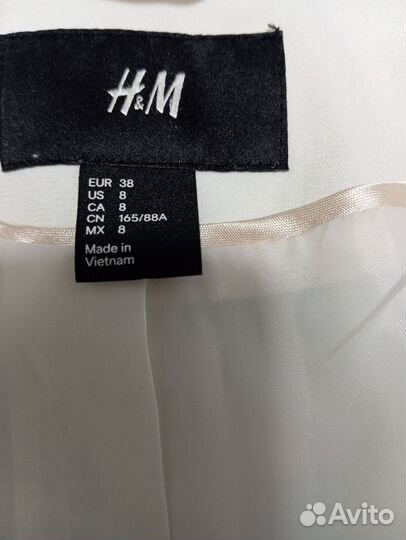 H&M
EUR 38
US 8
CA 8
CN 165/88A
MX 8
Made in
Vietnam
Avito